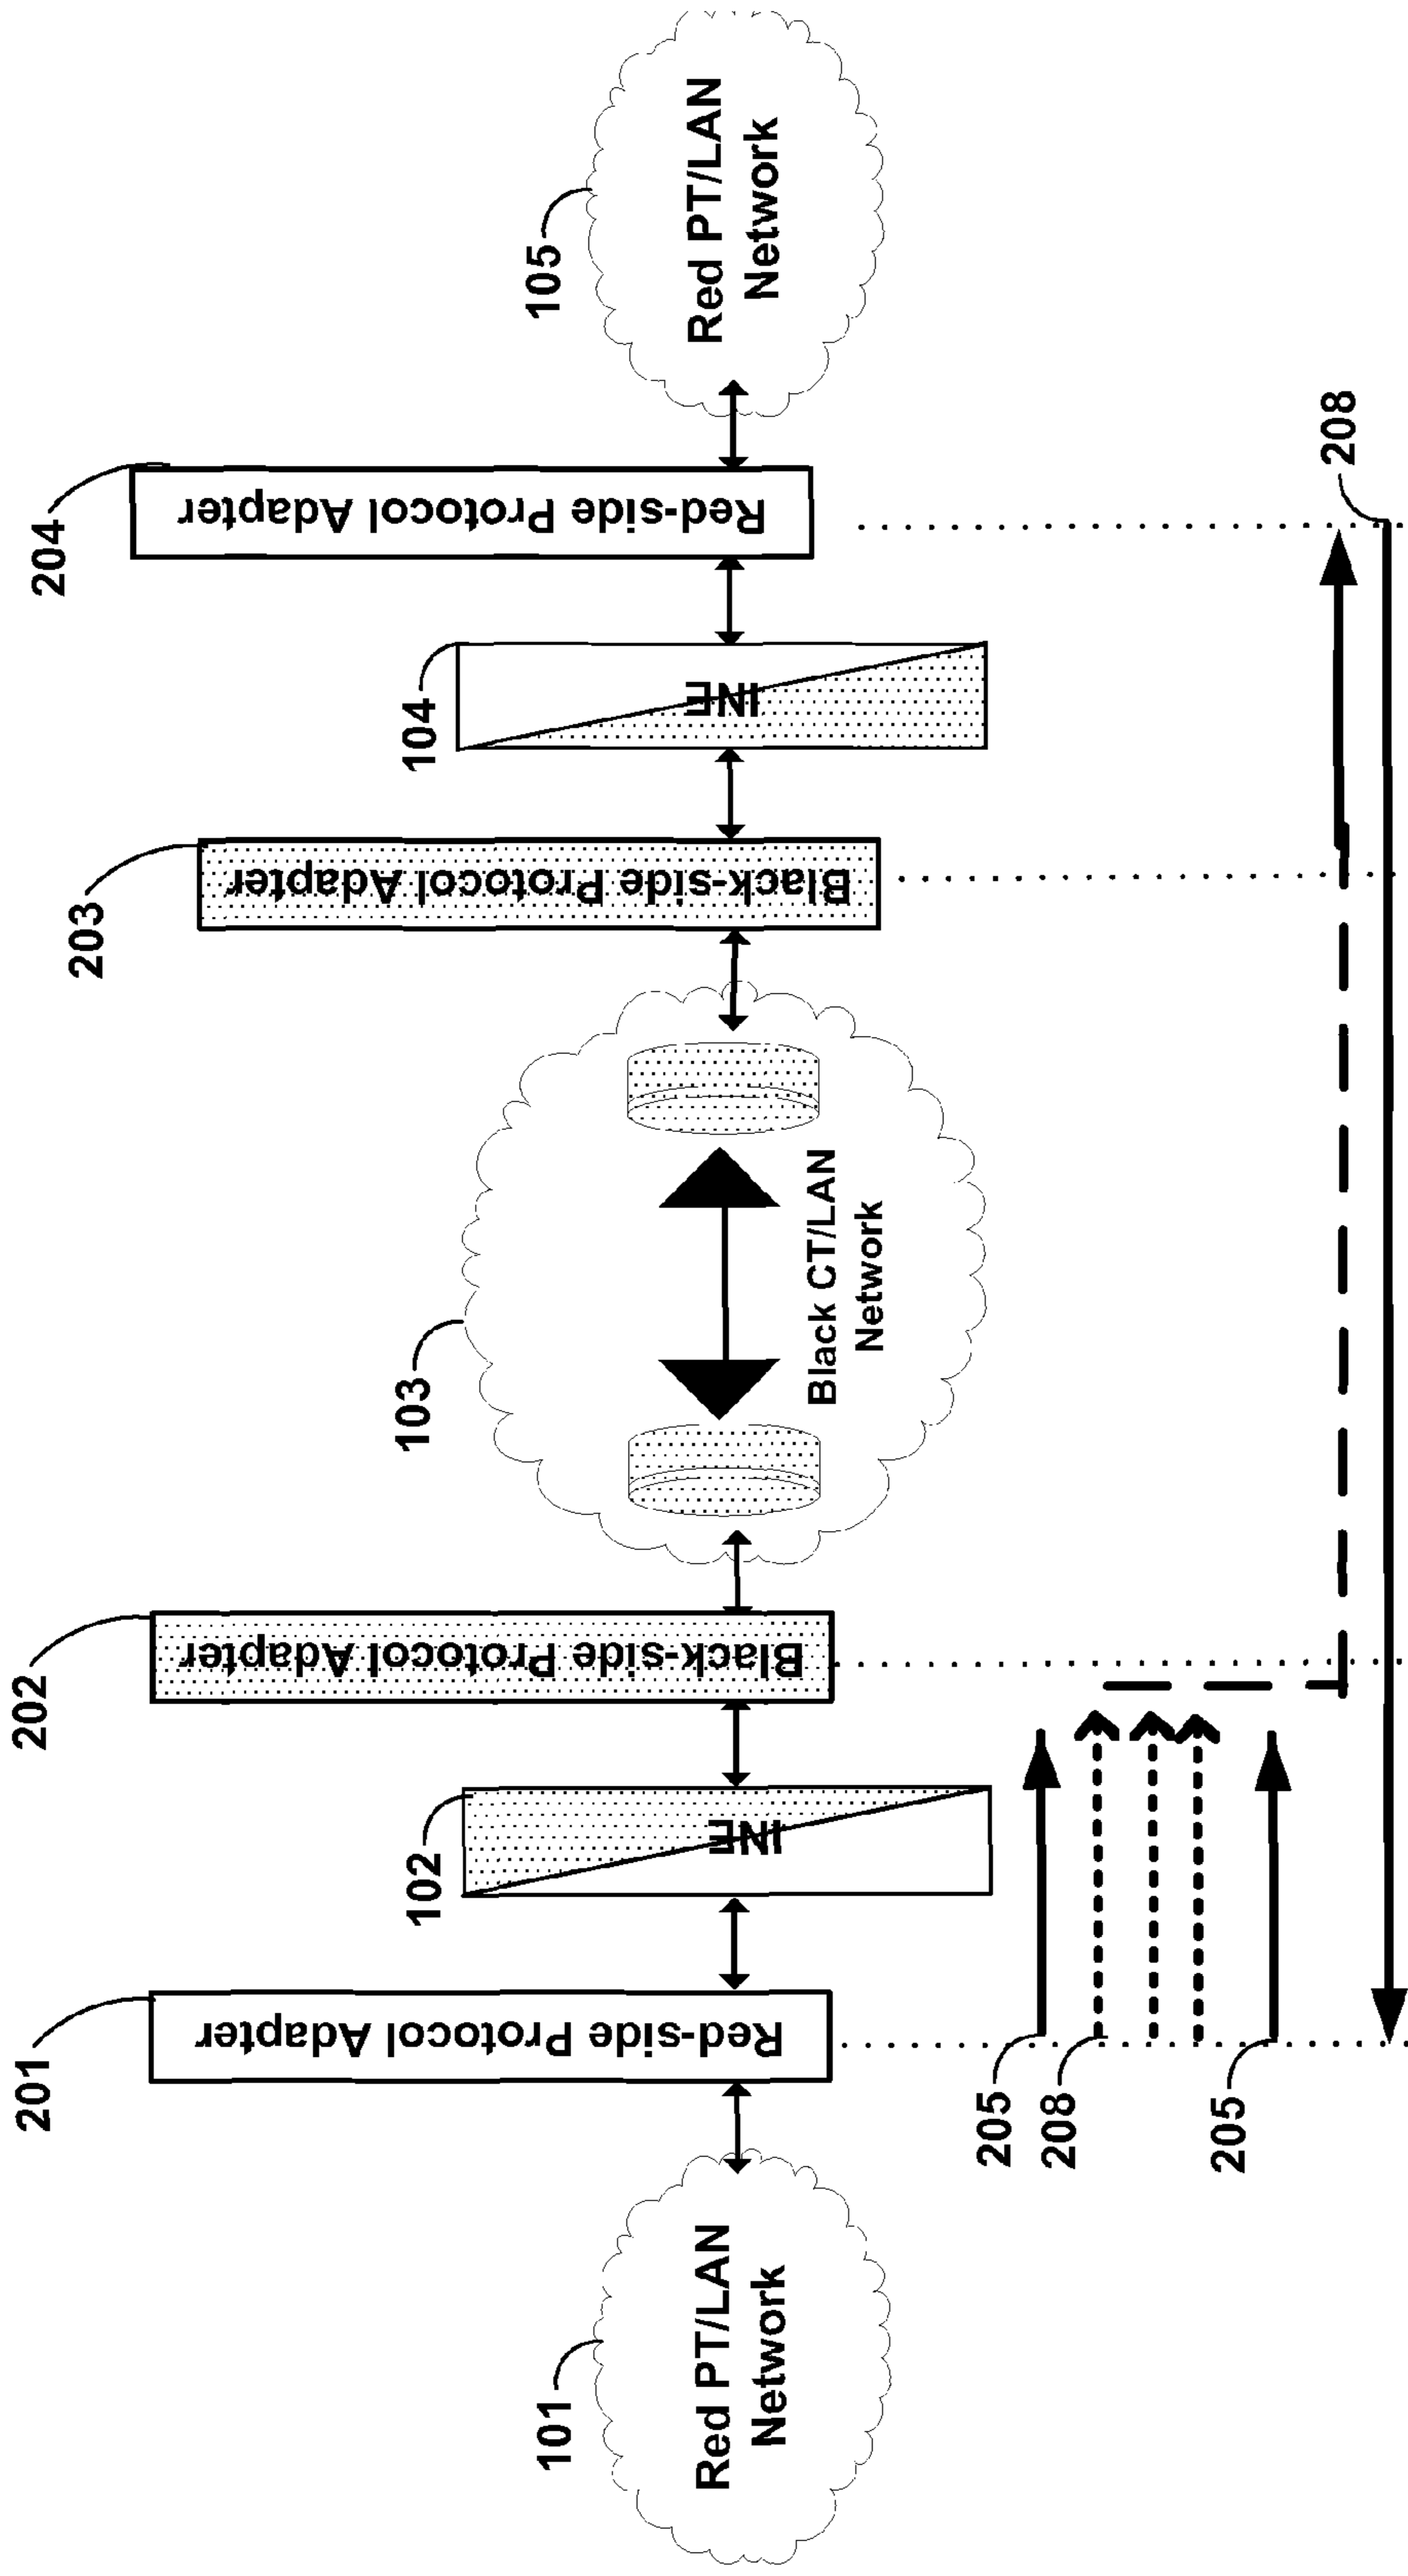 101
Red PT/LAN
Network
201
Red-side Protocol Adapter
102
INE
202
Black-side Protocol Adapter
103
Black CT/LAN
Network
203
Black-side Protocol Adapter
104
INE
204
Red-side Protocol Adapter
105
Red PT/LAN
Network
205
208
205
208